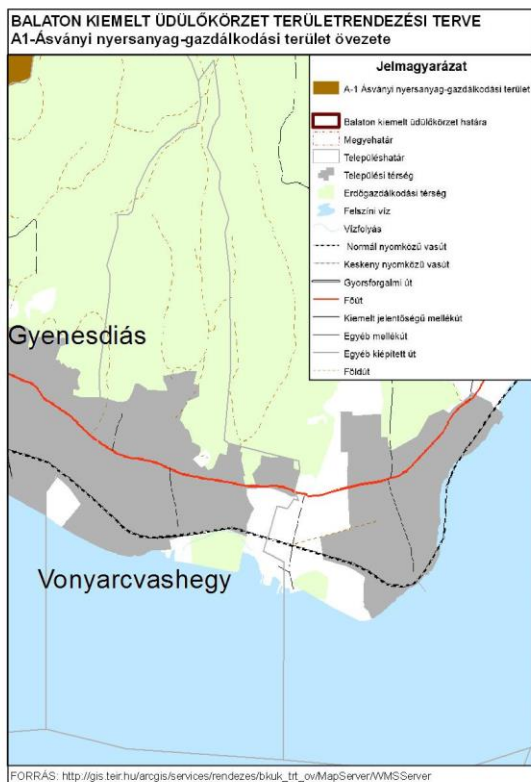 BALATON KIEMELT ÜDÜLŐKÖRZET TERÜLETRENDEZÉSI TERVE
A1-Ásványi nyersanyag-gazdálkodási terület övezete
Jelmagyarázat
A-1 Ásványi nyersanyag-gazdálkodási terület
Balaton kiemelt üdülőkörzet határa
Megyehatár
Településhatár
Települési térség
Erdőgazdálkodási térség
Felszíni víz
Vízfolyás
Normál nyomközű vasút
Keskeny nyomközű vasút
Gyorsforgalmi út
Főút
Kiemelt jelentőségű mellékút
Egyéb mellékút
Egyéb kiépített út
Földút
Gyenesdiás
Vonyarcvashegy
FORRÁS: http://gis.teir.hu/arcgis/services/rendezes/bkuk_trt_ov/MapServer/WMSServer